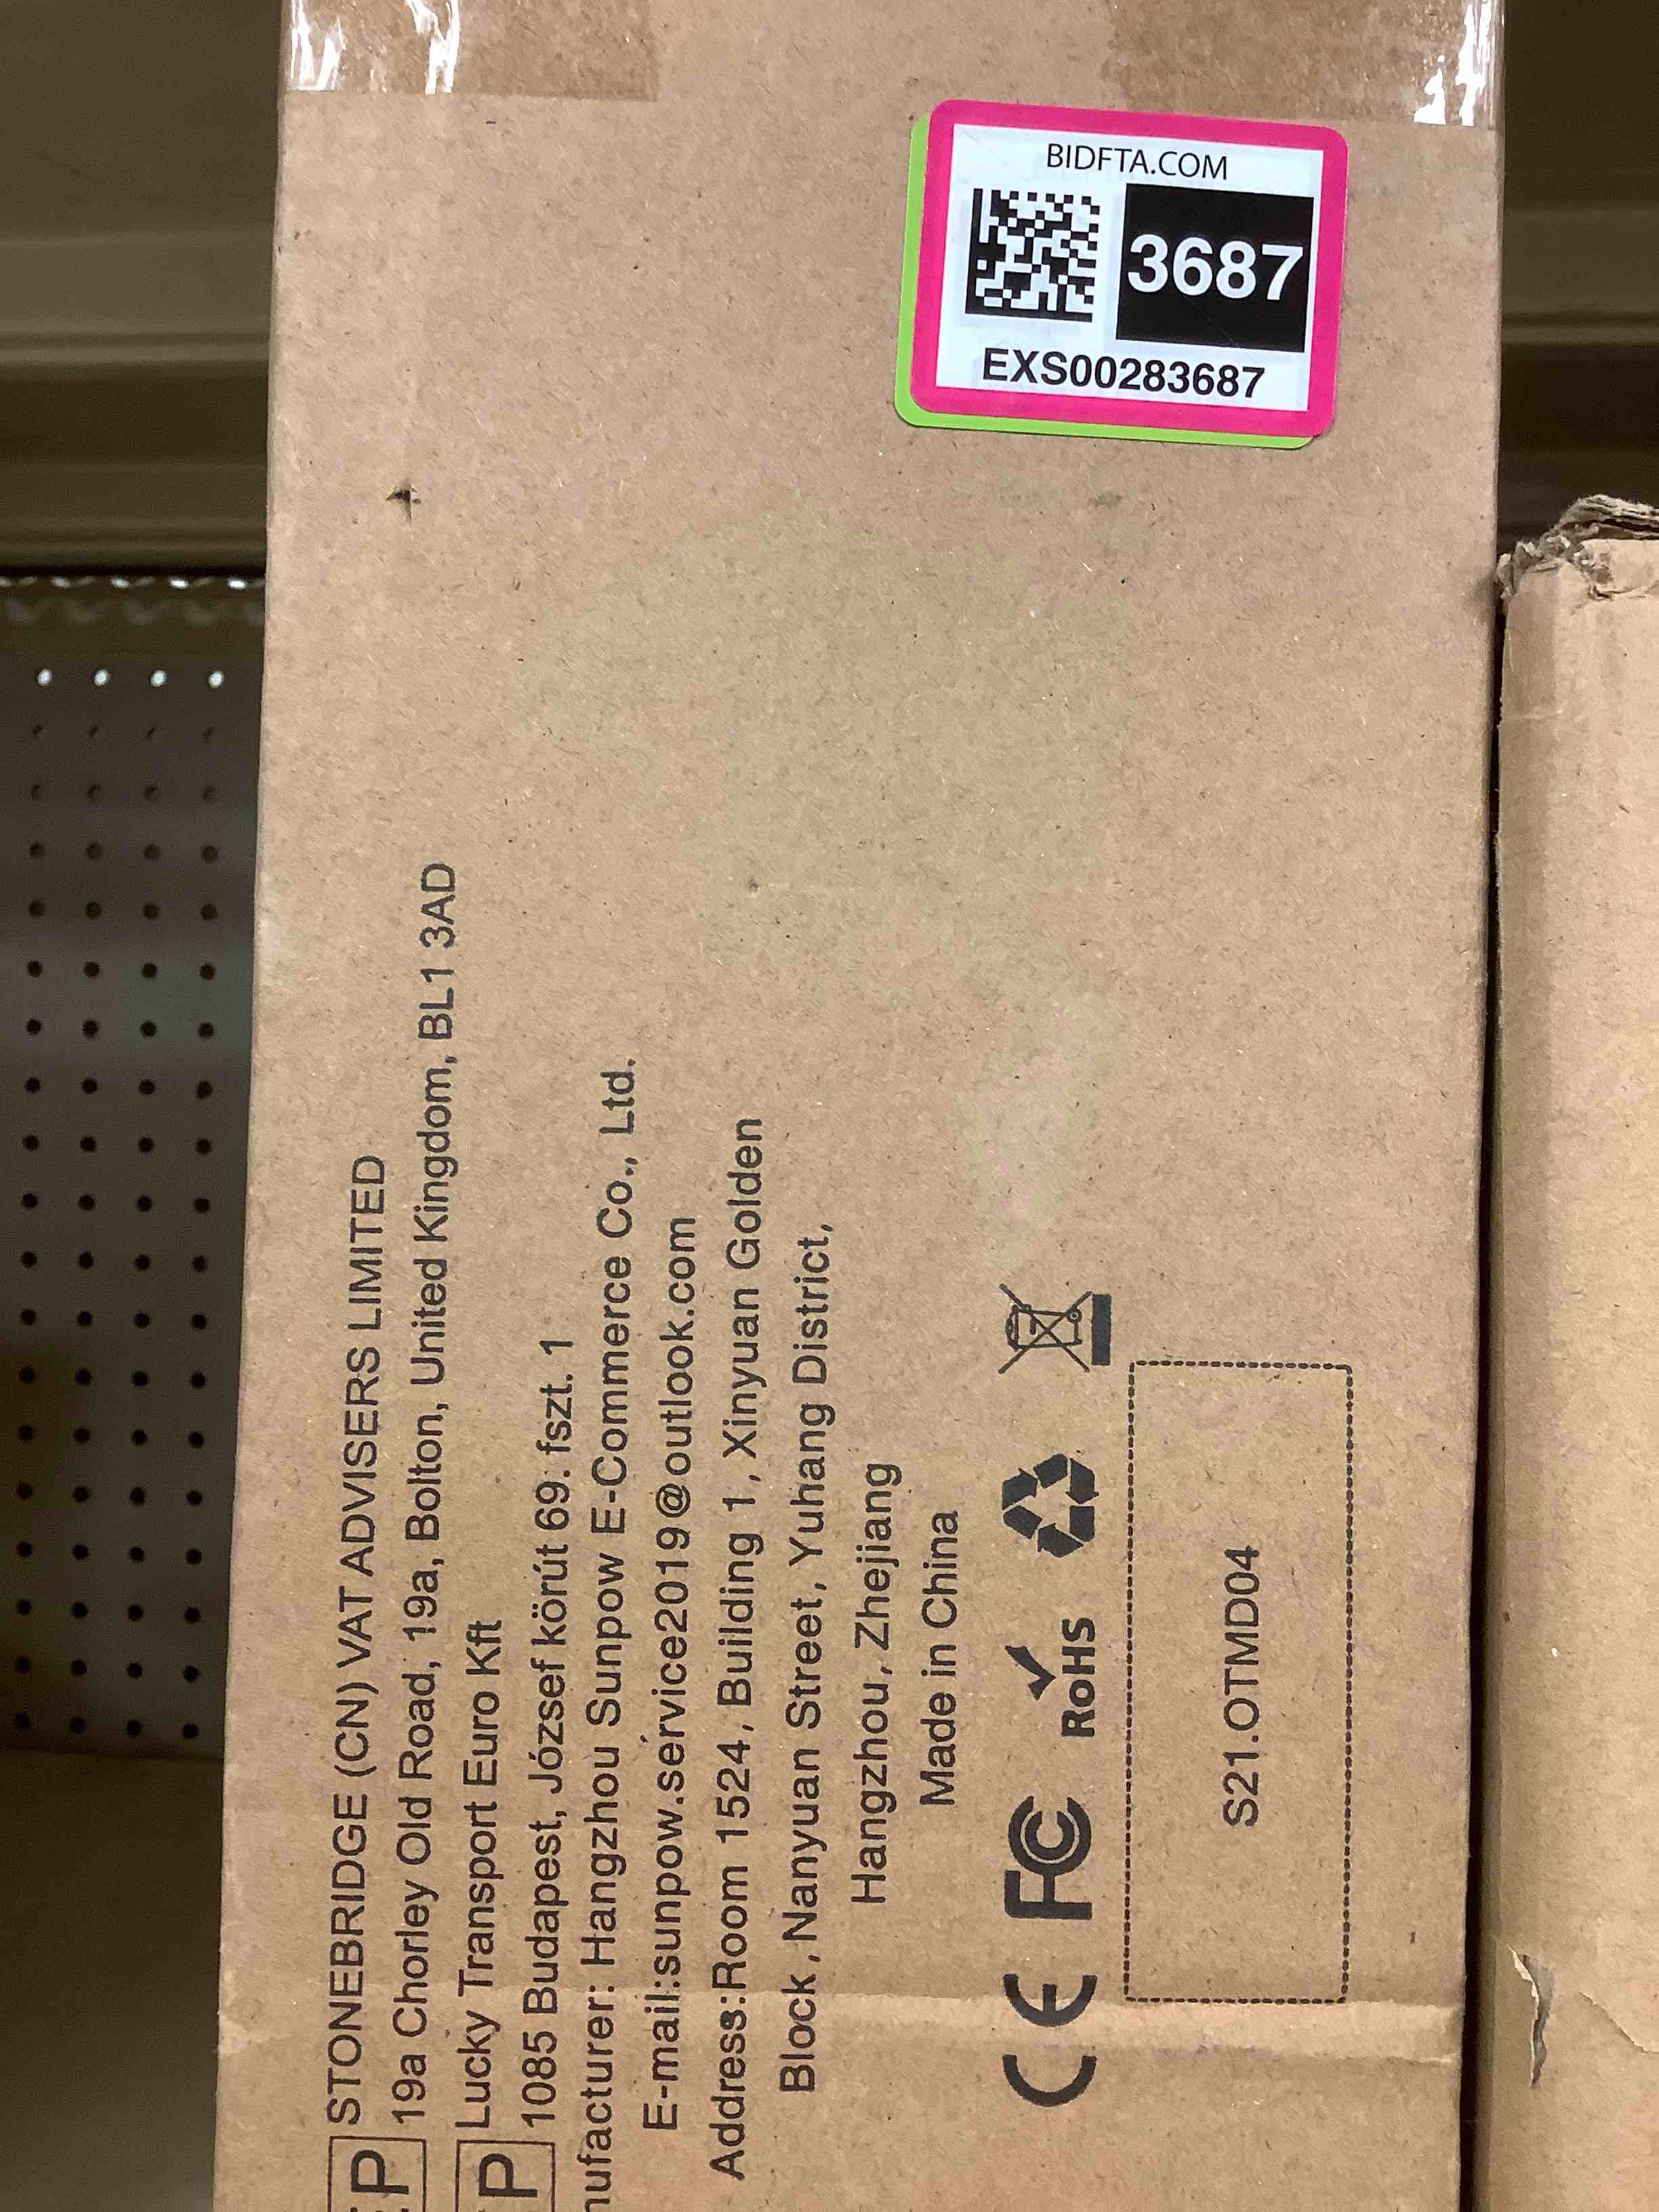 BIDFTA.COM
3687
EXS00283687
P STONEBRIDGE (CN) VAT ADVISERS LIMITED
19a Chorley Old Road, 19a, Bolton, United Kingdom, BL1 3AD
P Lucky Transport Euro Kft
1085 Budapest, József körút 69. fszt. 1
nufacturer: Hangzhou Sunpow E-Commerce Co., Ltd.
E-mail:sunpow.service2019@outlook.com
Address:Room 1524, Building 1, Xinyuan Golden
Block, Nanyuan Street, Yuhang District,
Hangzhou, Zhejiang
Made in China
CE FC RoHS
S21.OTMD04